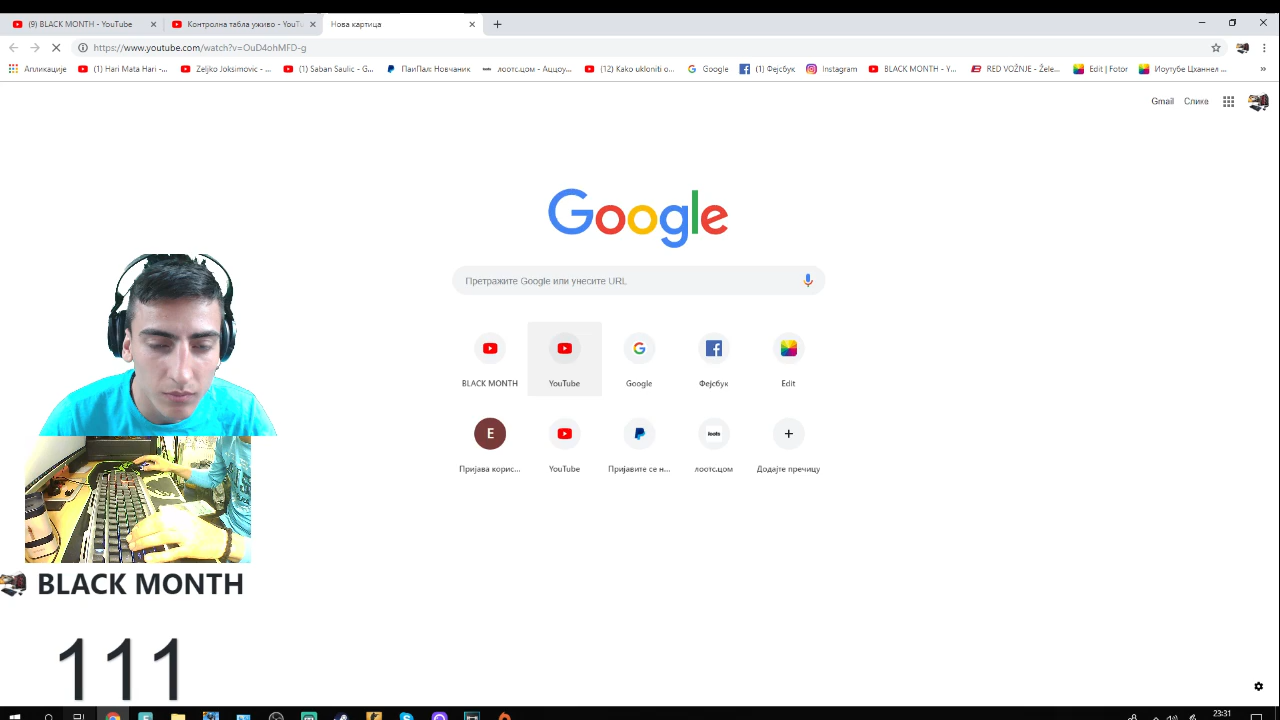 (9) BLACK MONTH - YouTube
Контролна табла уживо - YouTu
Нова картица
https://www.youtube.com/watch?v=OuD4ohMFD-g
Апликације
(1) Hari Mata Hari -...
Zeljko Joksimovic - ...
(1) Saban Saulic - G...
ПаиПал: Новчаник
лоотс.цом - Аццоу...
(12) Kako ukloniti o...
Google
(1) Фејсбук
Instagram
BLACK MONTH - Y...
RED VOŽNJE - Žele...
Edit | Fotor
Иоутубе Цханнел ...
»
Gmail Слике
Google
Претражите Google или унесите URL
BLACK MONTH
YouTube
Google
Фејсбук
Edit
E
loots
Пријава корис...
YouTube
Пријавите се н...
лоотс.цом
Додајте пречицу
BLACK MONTH
111
23:31